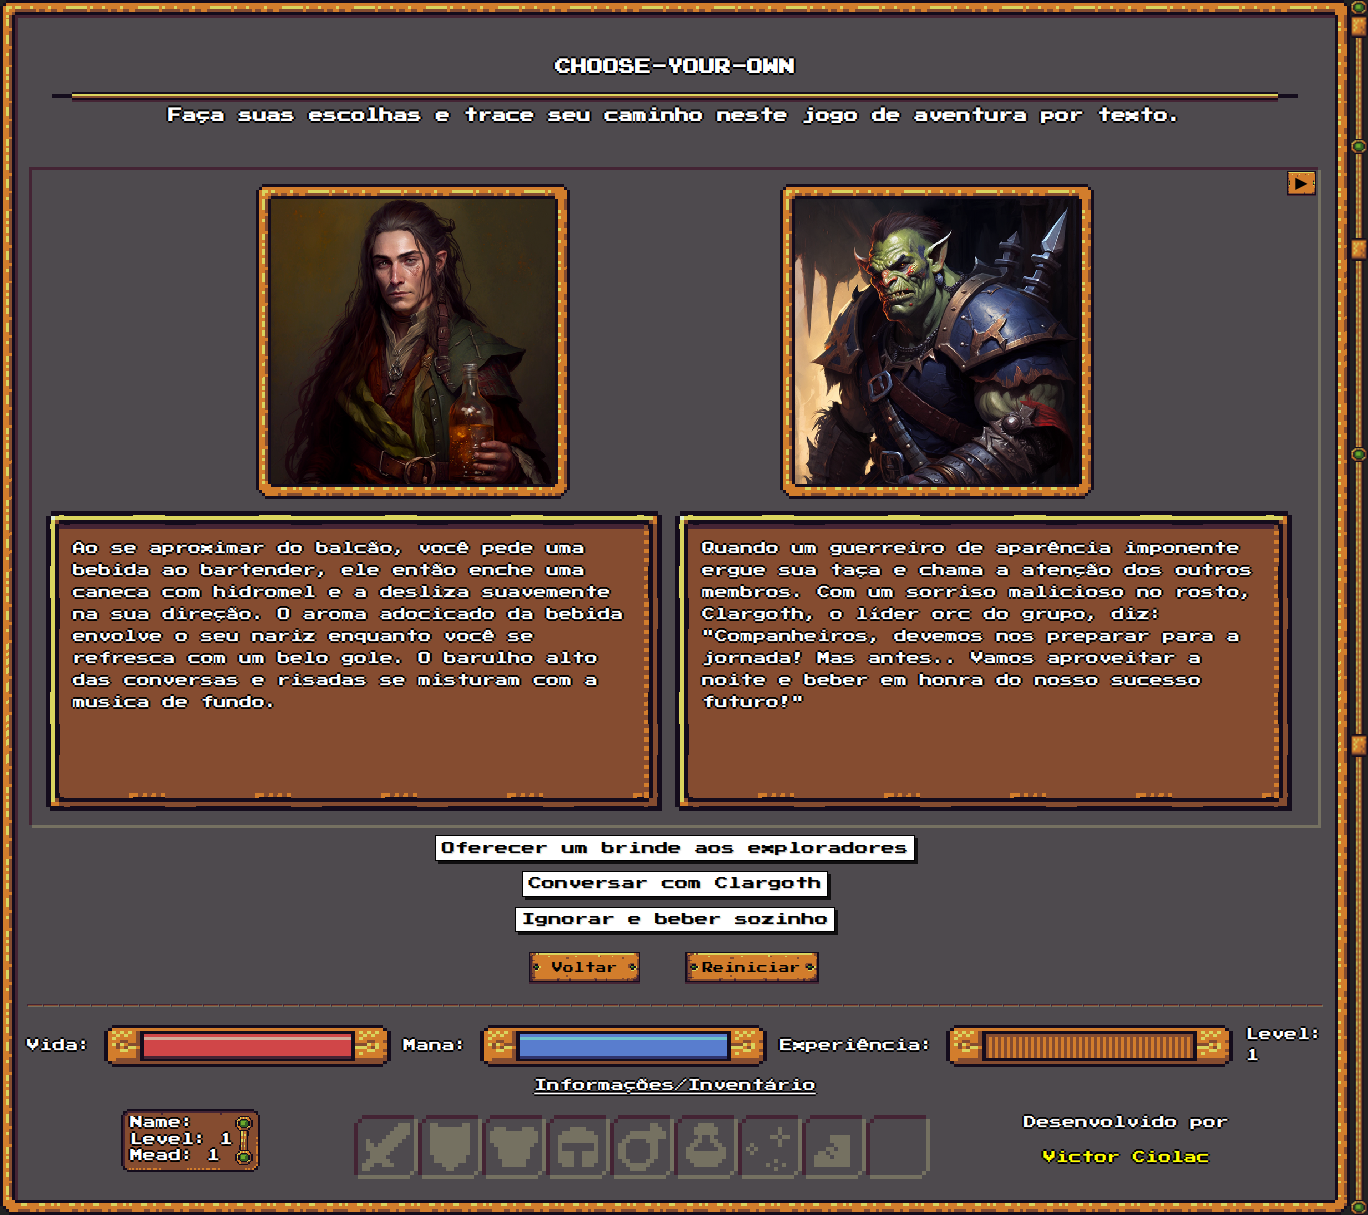 CHOOSE-YOUR-OWN
Faça suas escolhas e trace seu caminho neste jogo de aventura por texto.
Ao se aproximar do balcão, você pede uma
bebida ao bartender, ele então enche uma
caneca com hidromel e a desliza suavemente
na sua direção. O aroma adocicado da bebida
envolve o seu nariz enquanto você se
refresca com um belo gole. O barulho alto
das conversas e risadas se misturam com a
musica de fundo.
Quando um guerreiro de aparência imponente
ergue sua taça e chama a atenção dos outros
membros. Com um sorriso malicioso no rosto,
Clargoth, o líder orc do grupo, diz:
"Companheiros, devemos nos preparar para a
jornada! Mas antes.. Vamos aproveitar a
noite e beber em honra do nosso sucesso
futuro!"
Oferecer um brinde aos exploradores
Conversar com Clargoth
Ignorar e beber sozinho
Voltar
Reiniciar
Vida:
Mana:
Experiência:
Level:
1
Informações/Inventário
Name:
Level: 1
Mead: 1
Desenvolvido por
Victor Ciolac